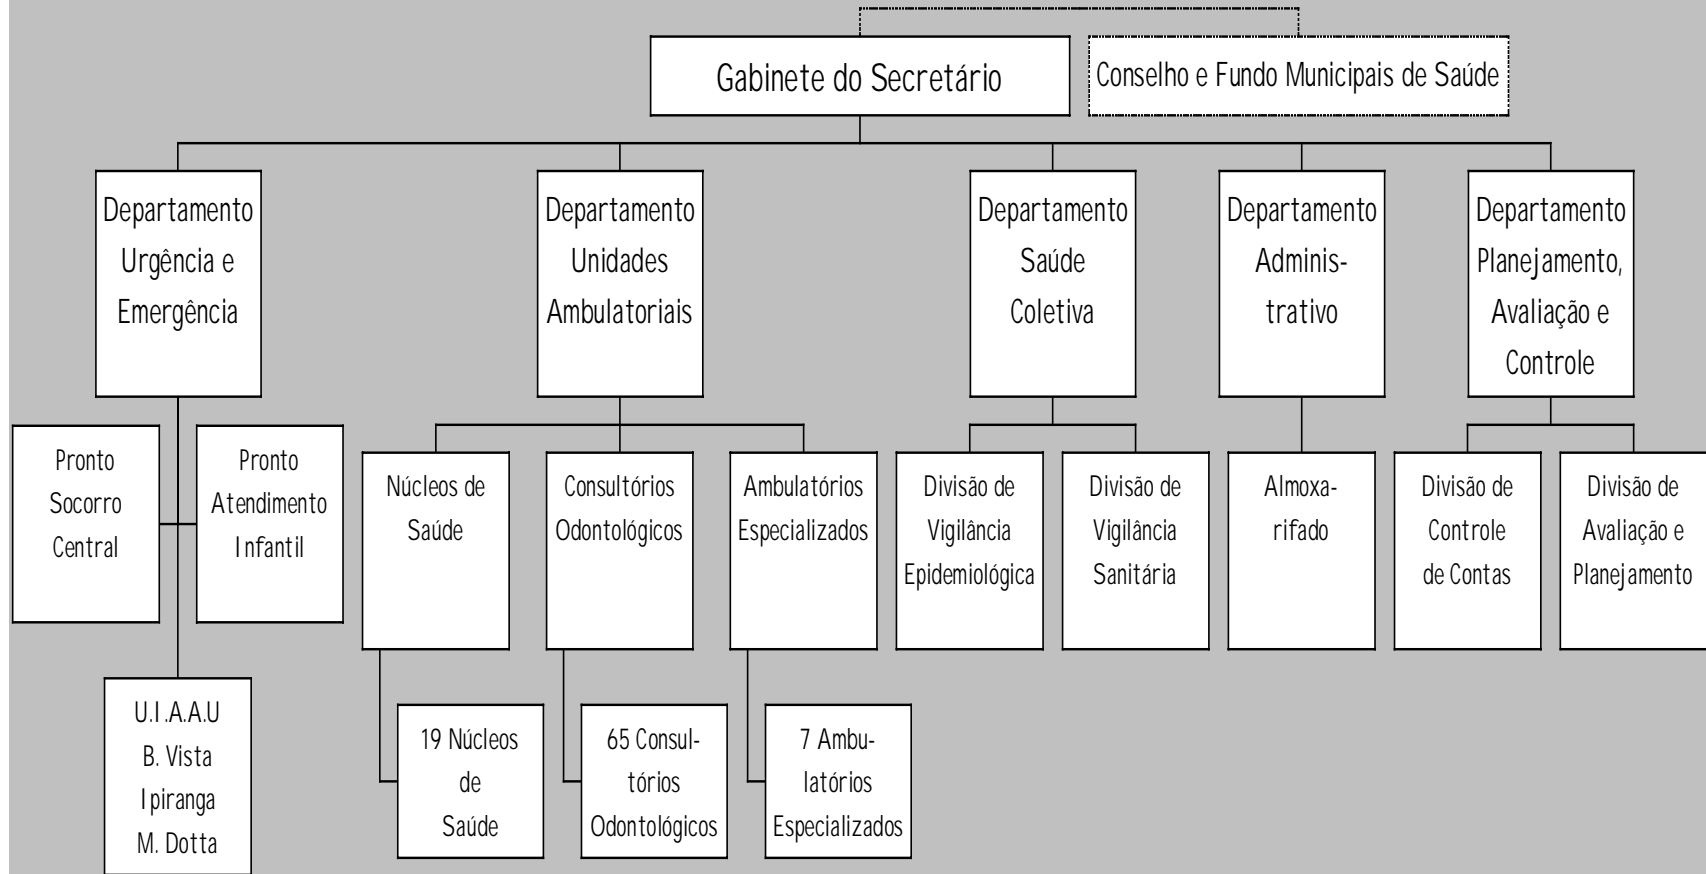 Gabinete do Secretário
Conselho e Fundo Municipais de Saúde
Departamento
Urgência e
Emergência
Departamento
Unidades
Ambulatoriais
Departamento
Saúde
Coletiva
Departamento
Adminis-
trativo
Departamento
Planejamento,
Avaliação e
Controle
Pronto
Socorro
Central
Pronto
Atendimento
Infantil
Núcleos de
Saúde
Consultórios
Odontológicos
Ambulatórios
Especializados
Divisão de
Vigilância
Epidemiológica
Divisão de
Vigilância
Sanitária
Almoxa-
rifado
Divisão de
Controle
de Contas
Divisão de
Avaliação e
Planejamento
U.I.A.A.U
B. Vista
Ipiranga
M. Dotta
19 Núcleos
de
Saúde
65 Consul-
tórios
Odontológicos
7 Ambu-
latórios
Especializados